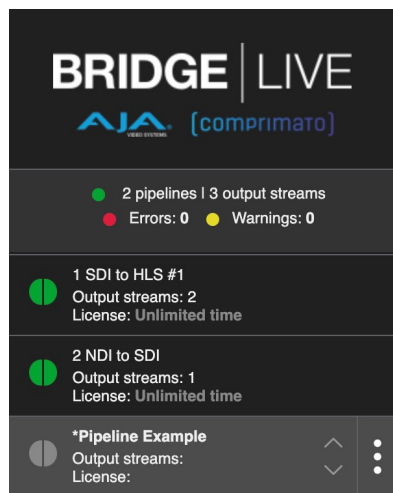 BRIDGE | LIVE
AJA VIDEO SYSTEMS (comprimato)
2 pipelines | 3 output streams
Errors: 0 Warnings: 0
1 SDI to HLS #1
Output streams: 2
License: Unlimited time
2 NDI to SDI
Output streams: 1
License: Unlimited time
*Pipeline Example
Output streams:
License: